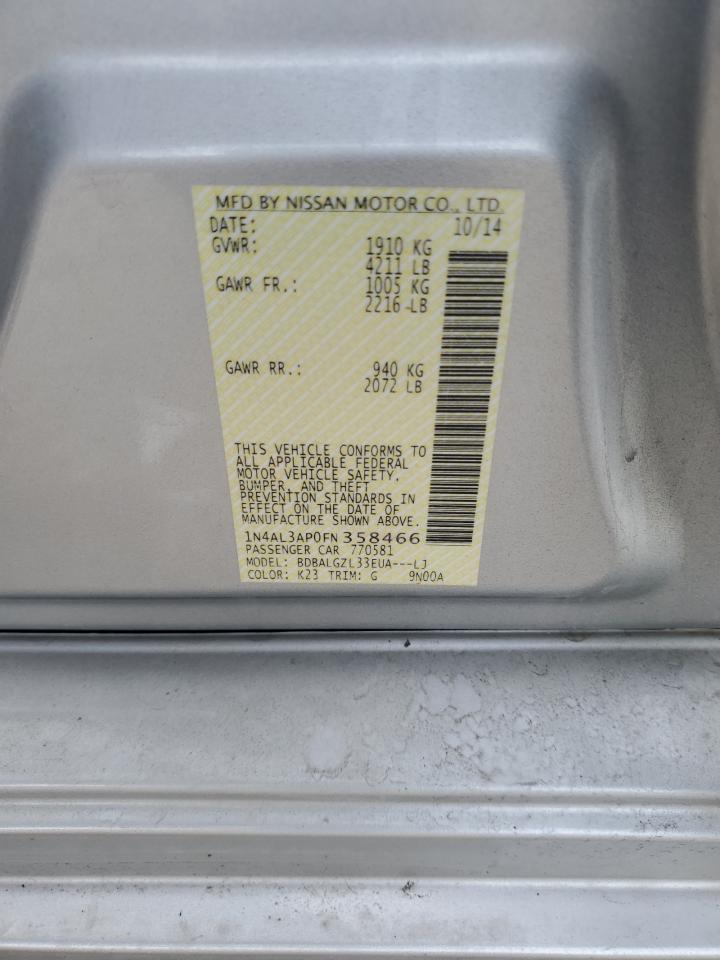 MFD BY NISSAN MOTOR CO., LTD.
DATE: 10/14
GVWR: 1910 KG
4211 LB
GAWR FR.: 1005 KG
2216 LB
GAWR RR.: 940 KG
2072 LB
THIS VEHICLE CONFORMS TO
ALL APPLICABLE FEDERAL
MOTOR VEHICLE SAFETY,
BUMPER, AND THEFT
PREVENTION STANDARDS IN
EFFECT ON THE DATE OF
MANUFACTURE SHOWN ABOVE.
1N4AL3AP0FN358466
PASSENGER CAR 770581
MODEL: BDBALGZL33EUA---LJ
COLOR: K23 TRIM: G 9N00A